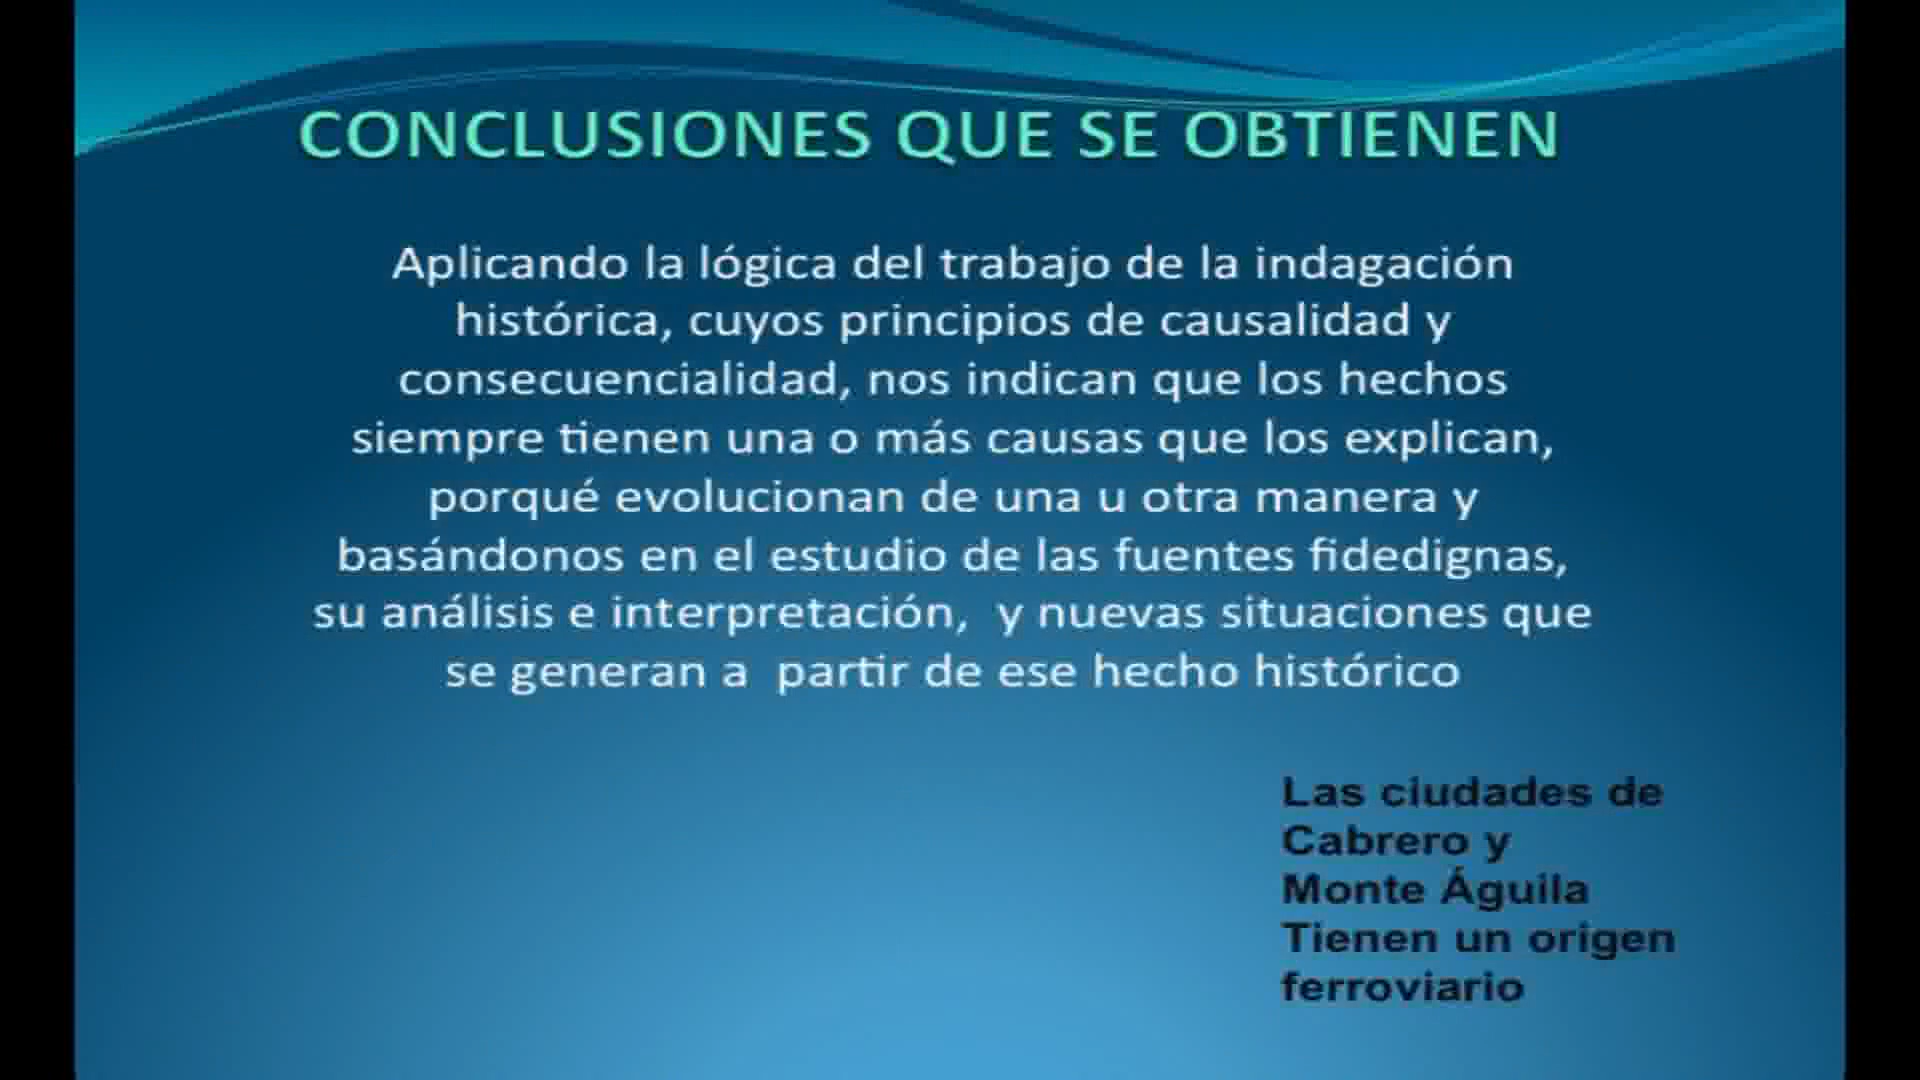 CONCLUSIONES QUE SE OBTIENEN
Aplicando la lógica del trabajo de la indagación
histórica, cuyos principios de causalidad y
consecuencialidad, nos indican que los hechos
siempre tienen una o más causas que los explican,
porqué evolucionan de una u otra manera y
basándonos en el estudio de las fuentes fidedignas,
su análisis e interpretación, y nuevas situaciones que
se generan a partir de ese hecho histórico
Las ciudades de
Cabrero y
Monte Águila
Tienen un origen
ferroviario